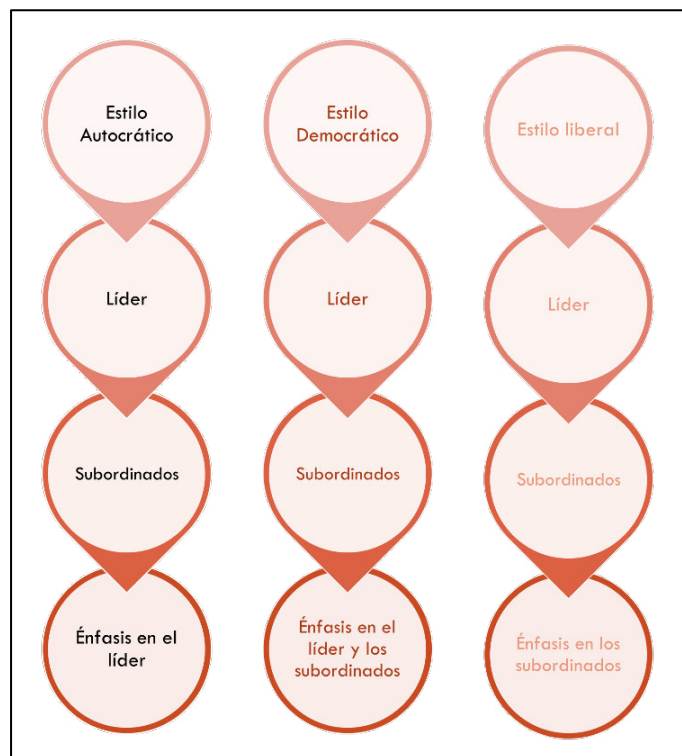 Estilo
Autocrático
Líder
Subordinados
Énfasis en el
líder
Estilo
Democrático
Líder
Subordinados
Énfasis en el
líder y los
subordinados
Estilo liberal
Líder
Subordinados
Énfasis en los
subordinados